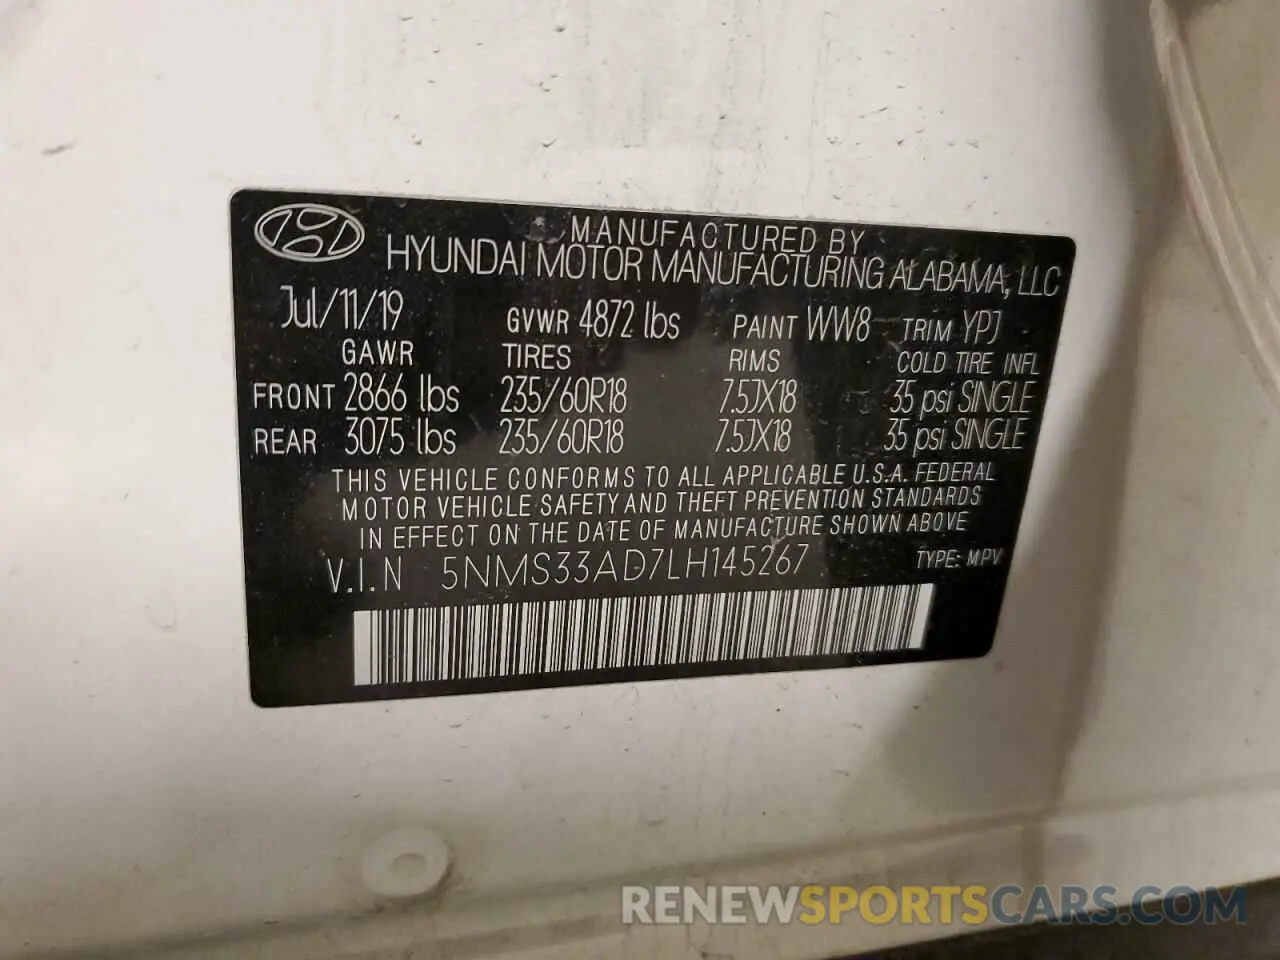 MANUFACTURED BY
HYUNDAI MOTOR MANUFACTURING ALABAMA, LLC
Jul/11/19 GVWR 4872 lbs PAINT WW8 TRIM YPJ
GAWR TIRES RIMS COLD TIRE INFL
FRONT 2866 lbs 235/60R18 7.5JX18 35 psi SINGLE
REAR 3075 lbs 235/60R18 7.5JX18 35 psi SINGLE
THIS VEHICLE CONFORMS TO ALL APPLICABLE U.S.A. FEDERAL
MOTOR VEHICLE SAFETY AND THEFT PREVENTION STANDARDS
IN EFFECT ON THE DATE OF MANUFACTURE SHOWN ABOVE
V.I.N 5NMS33AD7LH145267 TYPE: MPV
RENEWSPORTSCARS.COM